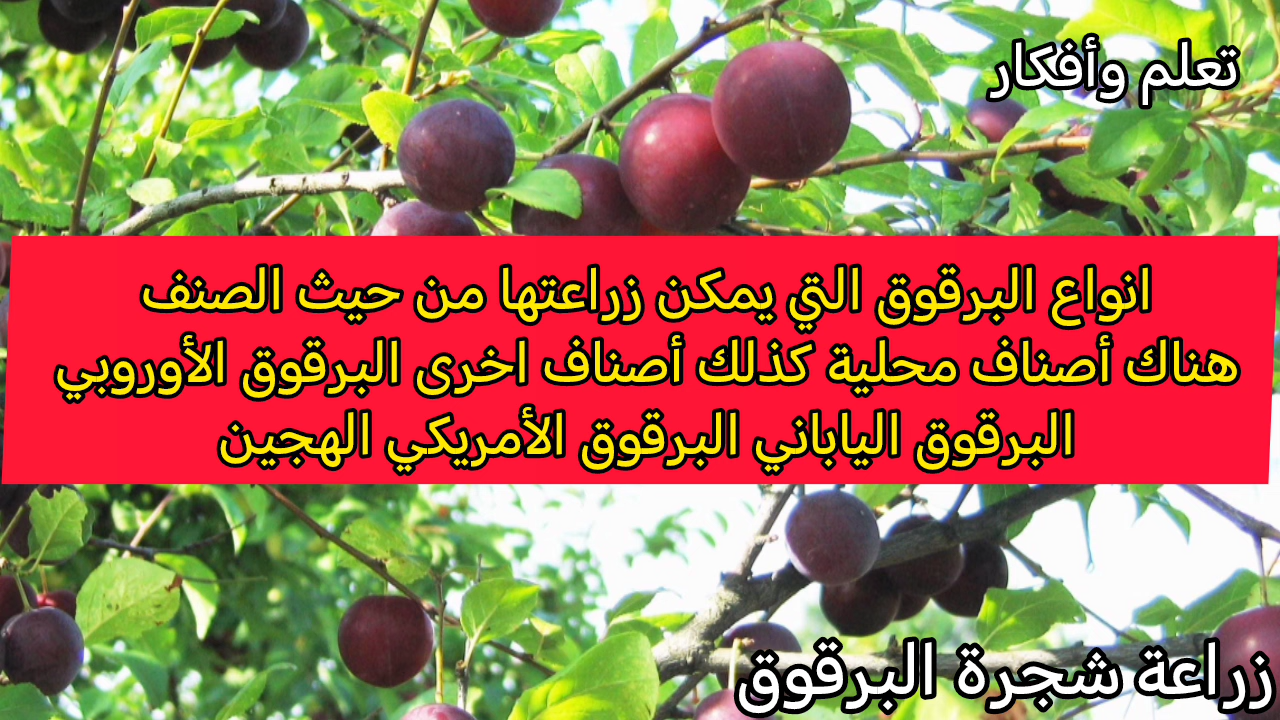 تعلم وأفكار
انواع البرقوق التي يمكن زراعتها من حيث الصنف
هناك أصناف محلية كذلك أصناف اخرى البرقوق الأوروبي
البرقوق الياباني البرقوق الأمريكي الهجين
زراعة شجرة البرقوق